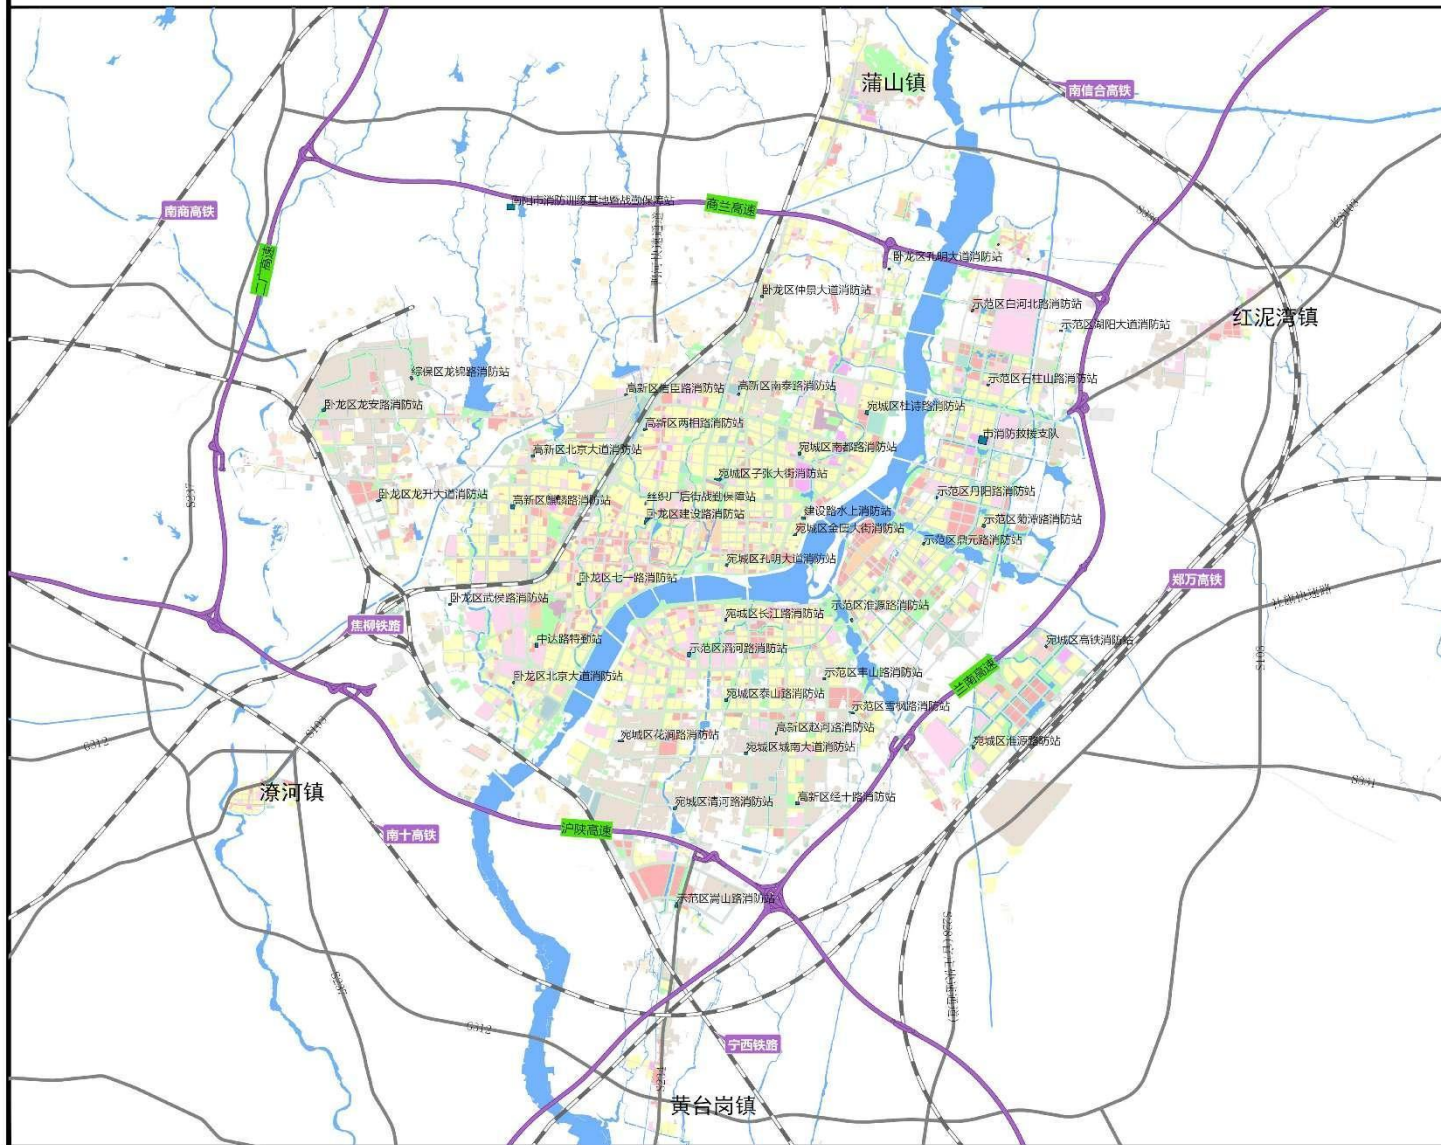 蒲山镇
南信合高铁
南商高铁
南阳市消防训练基地暨战勤保障站
商兰高速
二广高速
卧龙区孔明大道消防站
卧龙区仲景大道消防站
示范区白河北路消防站
示范区湖阳大道消防站
红泥湾镇
综保区龙锦路消防站
高新区信臣路消防站
高新区南泰路消防站
示范区石柱山路消防站
卧龙区龙安路消防站
宛城区杜诗路消防站
高新区两相路消防站
市消防救援支队
高新区北京大道消防站
宛城区南都路消防站
宛城区子张大街消防站
卧龙区龙升大道消防站
高新区麒麟路消防站
丝织厂后街战勤保障站
示范区丹阳路消防站
S237
卧龙区建设路消防站
建设路水上消防站
示范区菊潭路消防站
宛城区金田大街消防站
示范区鼎元路消防站
宛城区孔明大道消防站
郑万高铁
卧龙区七一路消防站
卧龙区武侯路消防站
示范区淮源路消防站
宛城区长江路消防站
焦柳铁路
中达路特勤站
宛城区高铁消防站
示范区滔河路消防站
卧龙区北京大道消防站
示范区丰山路消防站
兰南高速
宛城区泰山路消防站
示范区雪枫路消防站
S103
高新区赵河路消防站
宛城区花涧路消防站
宛城区城南大道消防站
宛城区淮源路消防站
G312
S331
潦河镇
宛城区清河路消防站
高新区经十路消防站
南十高铁
沪陕高速
示范区嵩山路消防站
S237
G312
宁西铁路
黄台岗镇